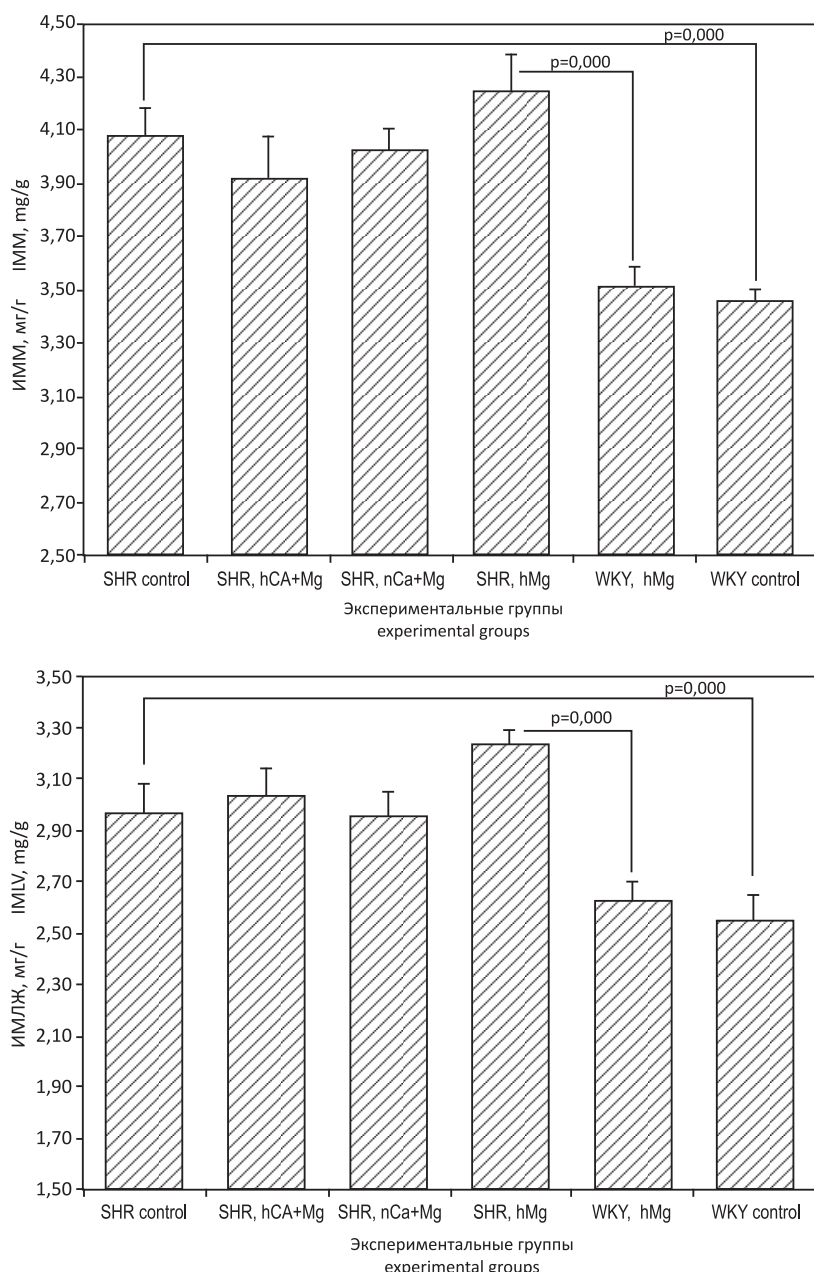 4,50
4,30
4,10
3,90
3,70
3,50
3,30
3,10
2,90
2,70
2,50
ИММ, мг/г IMM, mg/g
p=0,000
p=0,000
SHR control SHR, hCA+Mg SHR, nCa+Mg SHR, hMg WKY, hMg WKY control
Экспериментальные группы
experimental groups
3,50
3,30
3,10
2,90
2,70
2,50
2,30
2,10
1,90
1,70
1,50
ИМЛЖ, мг/г IMLV, mg/g
p=0,000
p=0,000
SHR control SHR, hCA+Mg SHR, nCa+Mg SHR, hMg WKY, hMg WKY control
Экспериментальные группы
experimental groups